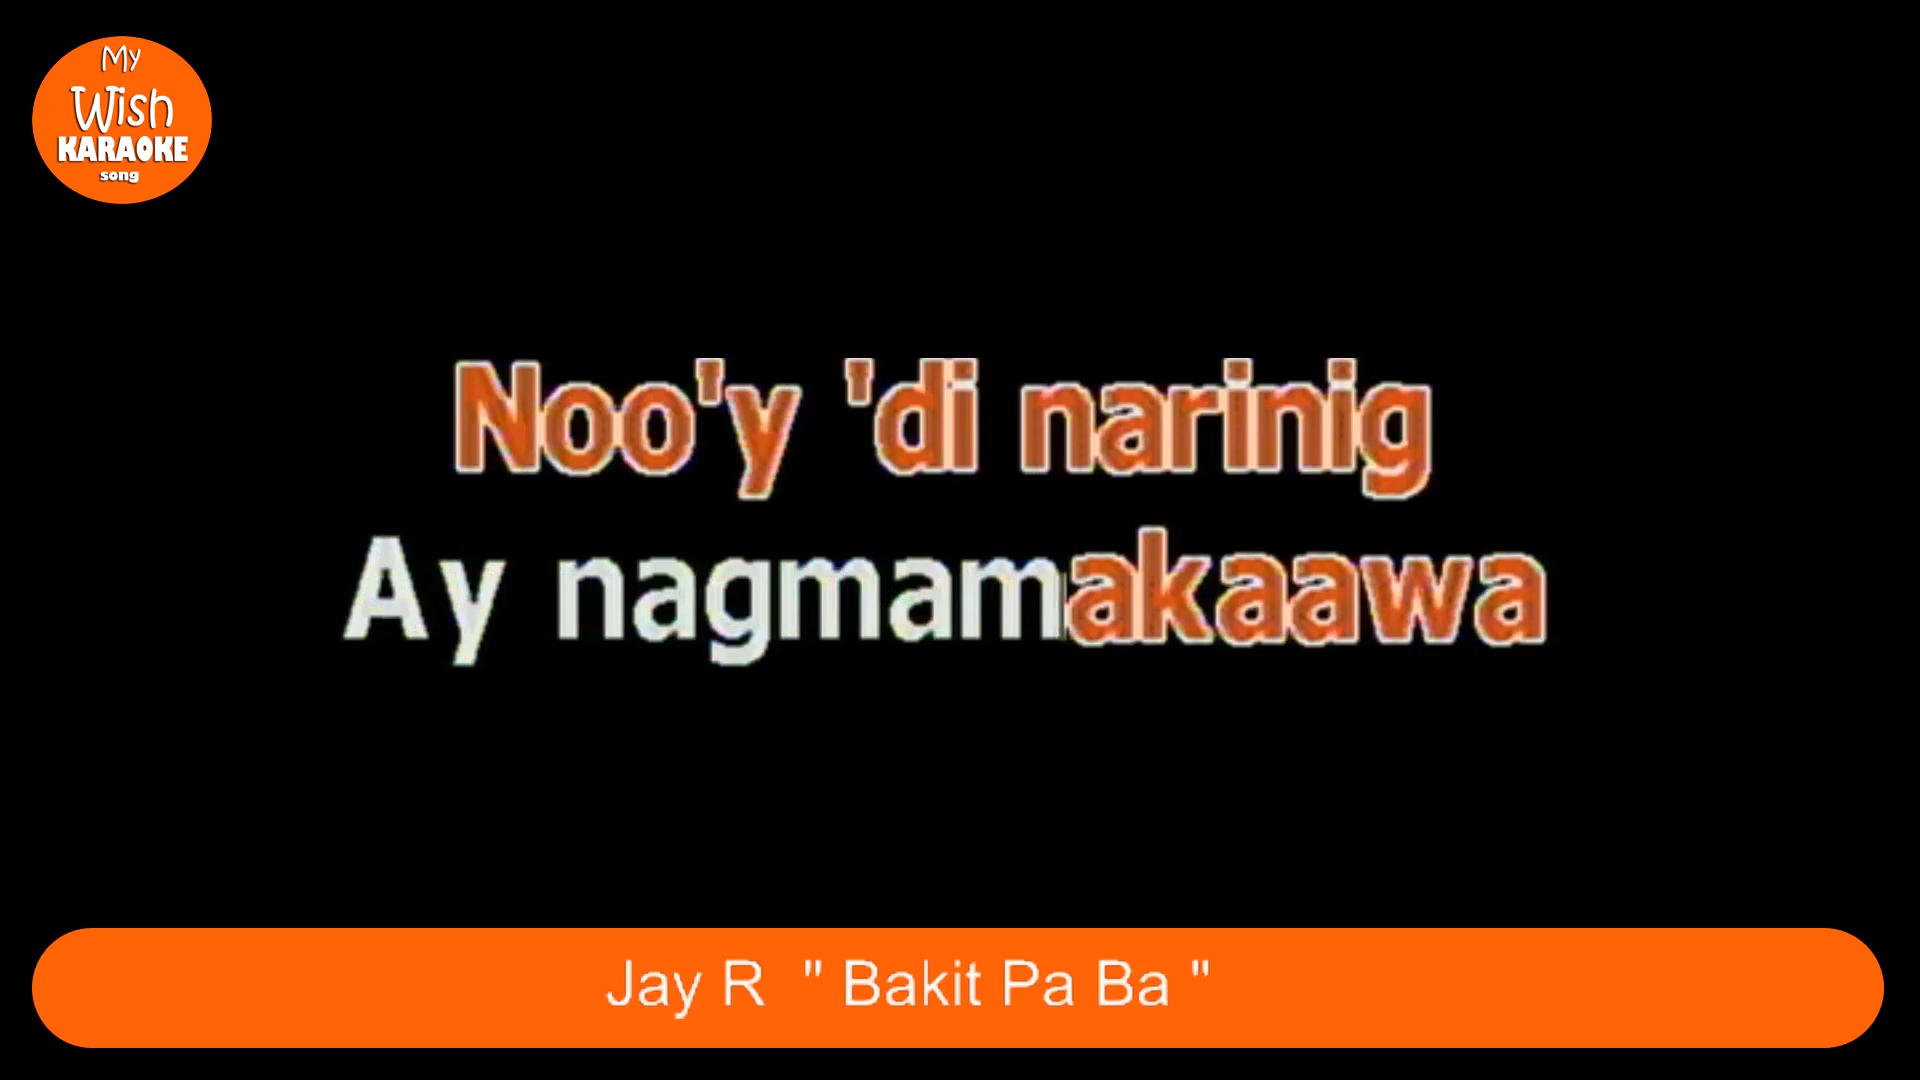 My
Wish
KARAOKE
song
Noo'y 'di narinig
Ay nagmamakaawa
Jay R " Bakit Pa Ba "